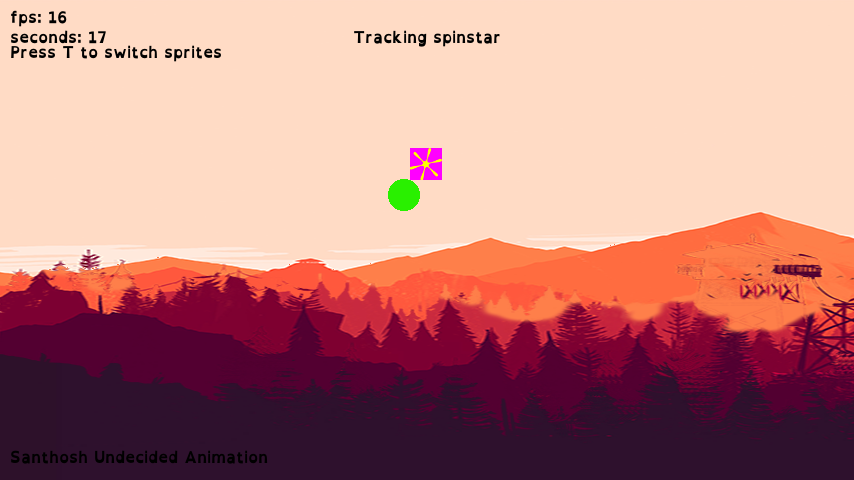 fps: 16
seconds: 17
Press T to switch sprites
Tracking spinstar
Santhosh Undecided Animation